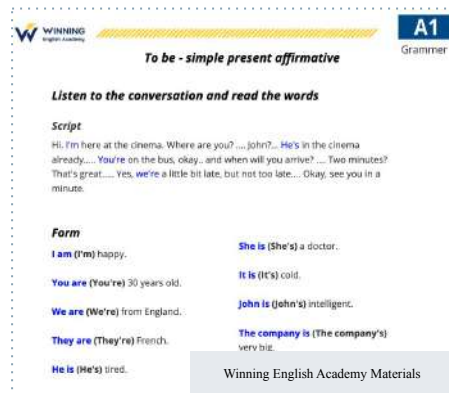 WINNING
English Academy
A1
Grammer
To be - simple present affirmative
Listen to the conversation and read the words
Script
Hi. I'm here at the cinema. Where are you? .... John?... He's in the cinema
already..... You're on the bus, okay.. and when will you arrive? .... Two minutes?
That's great..... Yes, we're a little bit late, but not too late.... Okay, see you in a
minute.
Form
I am (I'm) happy.
You are (You're) 30 years old.
We are (We're) from England.
They are (They're) French.
He is (He's) tired.
She is (She's) a doctor.
It is (It's) cold.
John is (John's) intelligent.
The company is (The company's)
very big.
Winning English Academy Materials